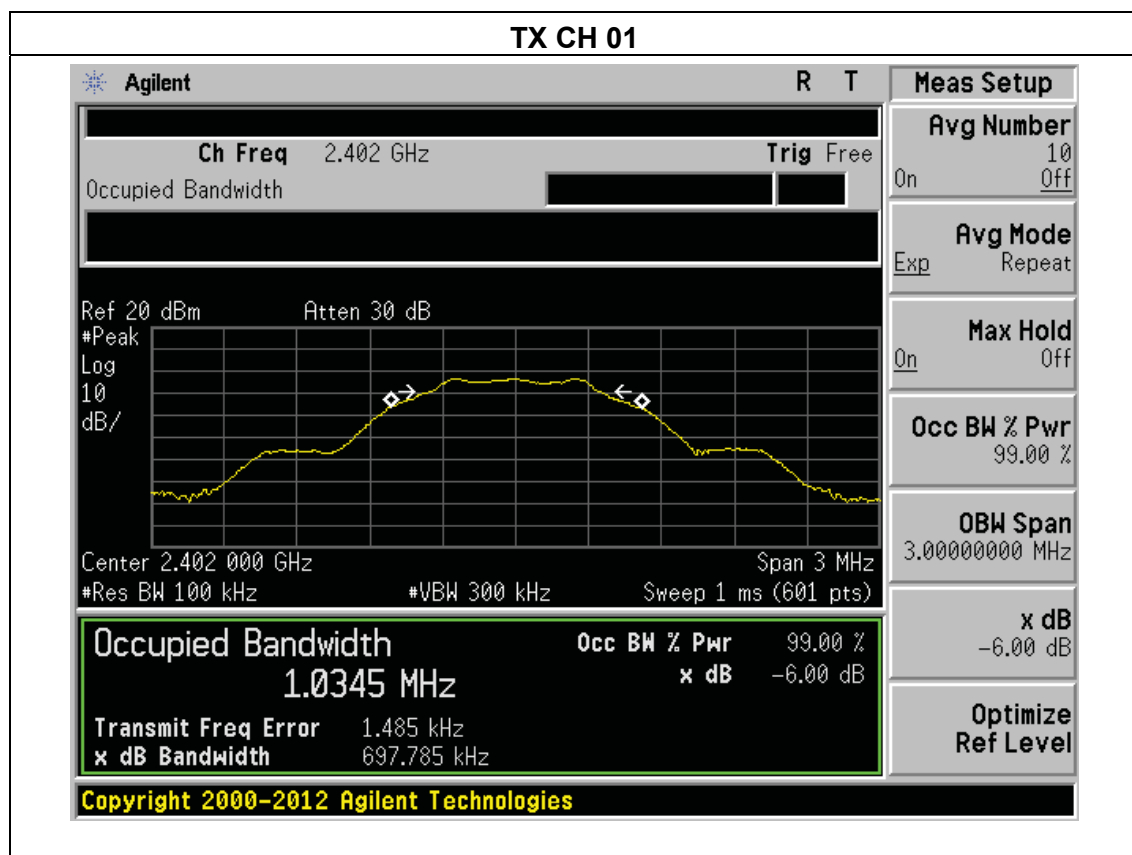 TX CH 01
Agilent R T
Ch Freq 2.402 GHz Trig Free
Occupied Bandwidth
Ref 20 dBm Atten 30 dB
#Peak
Log
10
dB/
Center 2.402 000 GHz Span 3 MHz
#Res BW 100 kHz #VBW 300 kHz Sweep 1 ms (601 pts)
Occupied Bandwidth Occ BW % Pwr 99.00 %
1.0345 MHz x dB -6.00 dB
Transmit Freq Error 1.485 kHz
x dB Bandwidth 697.785 kHz
Copyright 2000-2012 Agilent Technologies
Meas Setup
Avg Number
10
On Off
Avg Mode
Exp Repeat
Max Hold
On Off
Occ BW % Pwr
99.00 %
OBW Span
3.00000000 MHz
x dB
-6.00 dB
Optimize
Ref Level